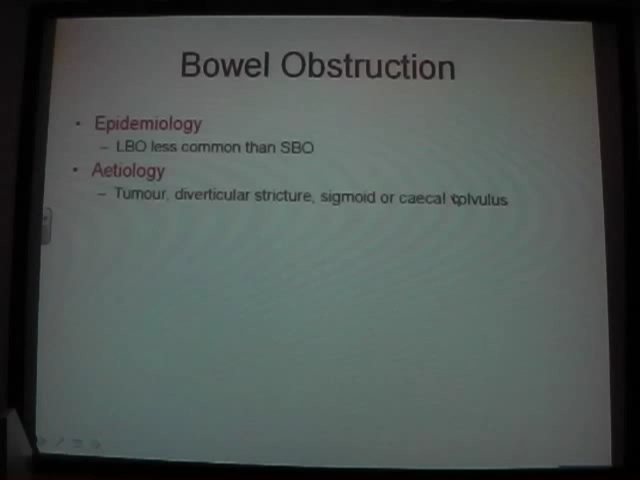 Bowel Obstruction
• Epidemiology
– LBO less common than SBO
• Aetiology
– Tumour, diverticular stricture, sigmoid or caecal volvulus